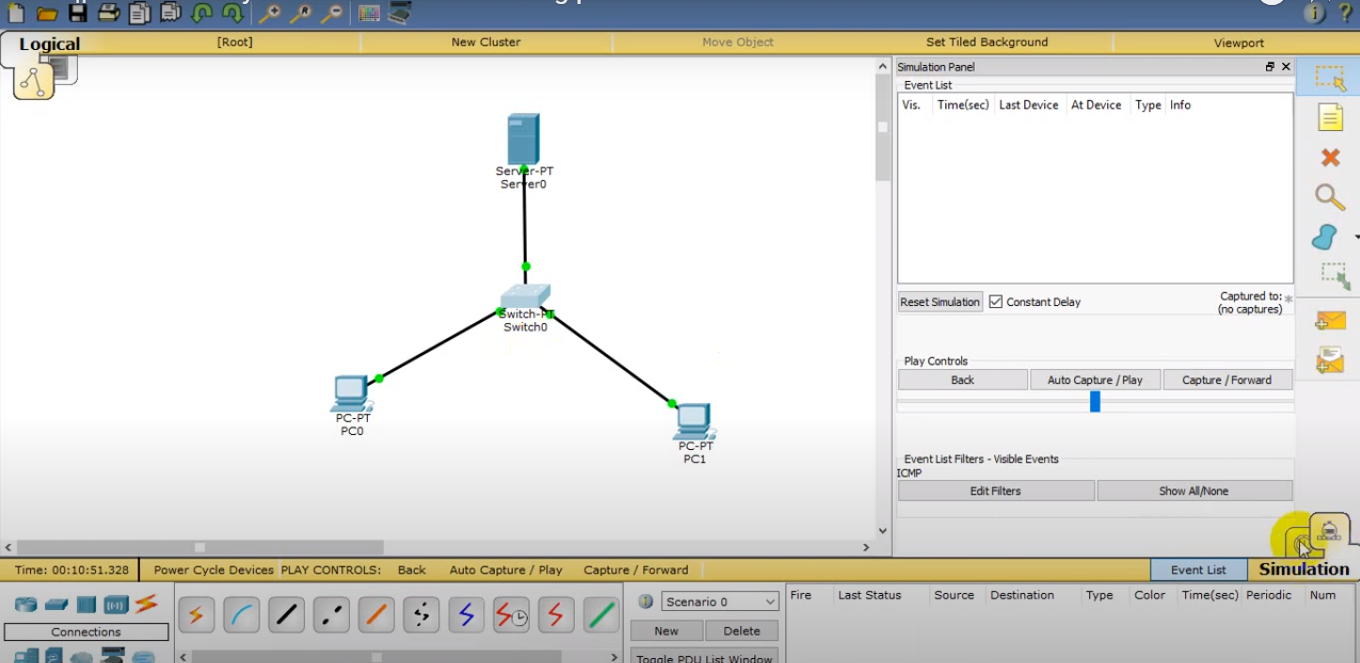 Logical
[Root]
New Cluster
Move Object
Set Tiled Background
Viewport
Simulation Panel
Event List
Vis. Time(sec) Last Device At Device Type Info
Server-PT
Server0
Switch-PT
Switch0
PC-PT
PC0
PC-PT
PC1
Reset Simulation
Constant Delay
Captured to: *
(no captures)
Play Controls
Back
Auto Capture / Play
Capture / Forward
Event List Filters - Visible Events
ICMP
Edit Filters
Show All/None
Time: 00:10:51.328
Power Cycle Devices PLAY CONTROLS: Back Auto Capture / Play Capture / Forward
Event List
Simulation
Connections
Scenario 0
New
Delete
Toggle PDU List Window
Fire Last Status Source Destination Type Color Time(sec) Periodic Num